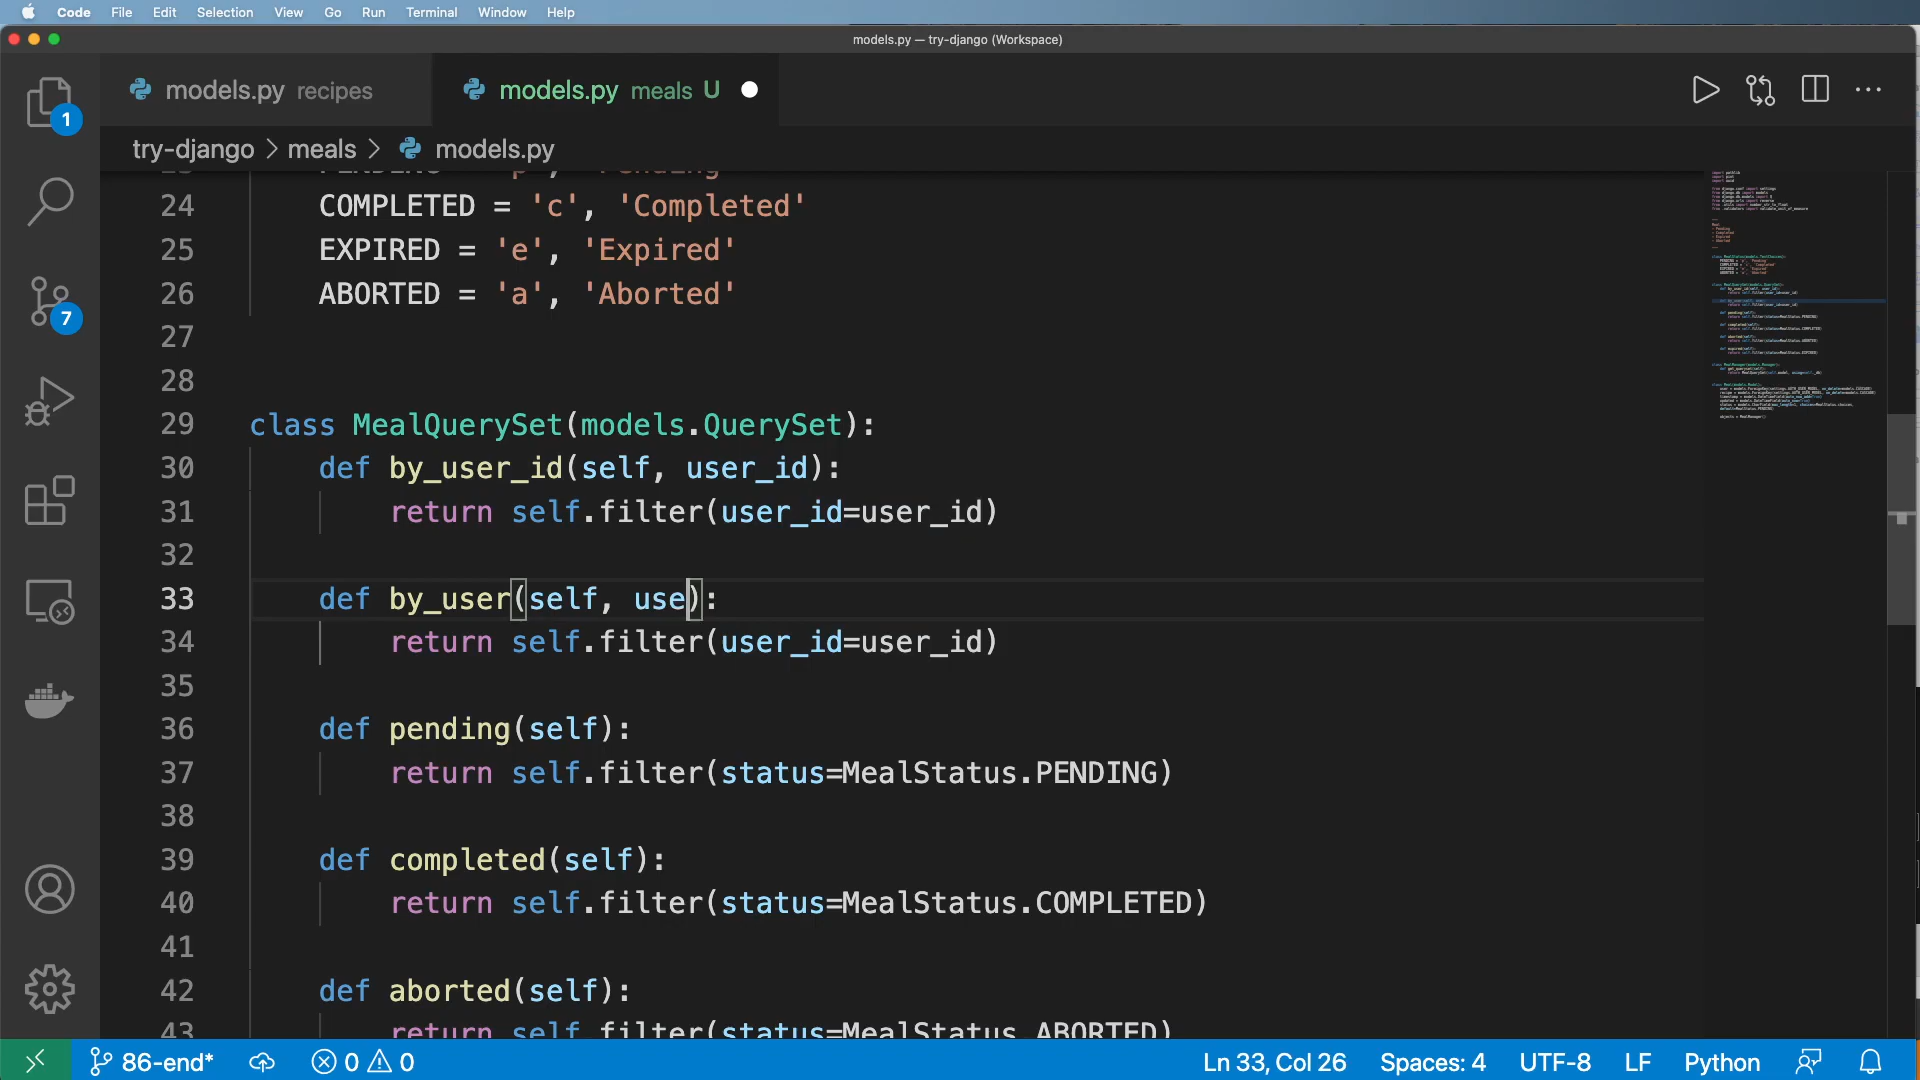 Code File Edit Selection View Go Run Terminal Window Help
models.py — try-django (Workspace)
models.py recipes models.py meals U
try-django > meals > models.py
24 COMPLETED = 'c', 'Completed'
25 EXPIRED = 'e', 'Expired'
26 ABORTED = 'a', 'Aborted'
27
28
29 class MealQuerySet(models.QuerySet):
30 def by_user_id(self, user_id):
31 return self.filter(user_id=user_id)
32
33 def by_user(self, use):
34 return self.filter(user_id=user_id)
35
36 def pending(self):
37 return self.filter(status=MealStatus.PENDING)
38
39 def completed(self):
40 return self.filter(status=MealStatus.COMPLETED)
41
42 def aborted(self):
43 return self.filter(status=MealStatus.ABORTED)
1
7
86-end* 0 0 Ln 33, Col 26 Spaces: 4 UTF-8 LF Python